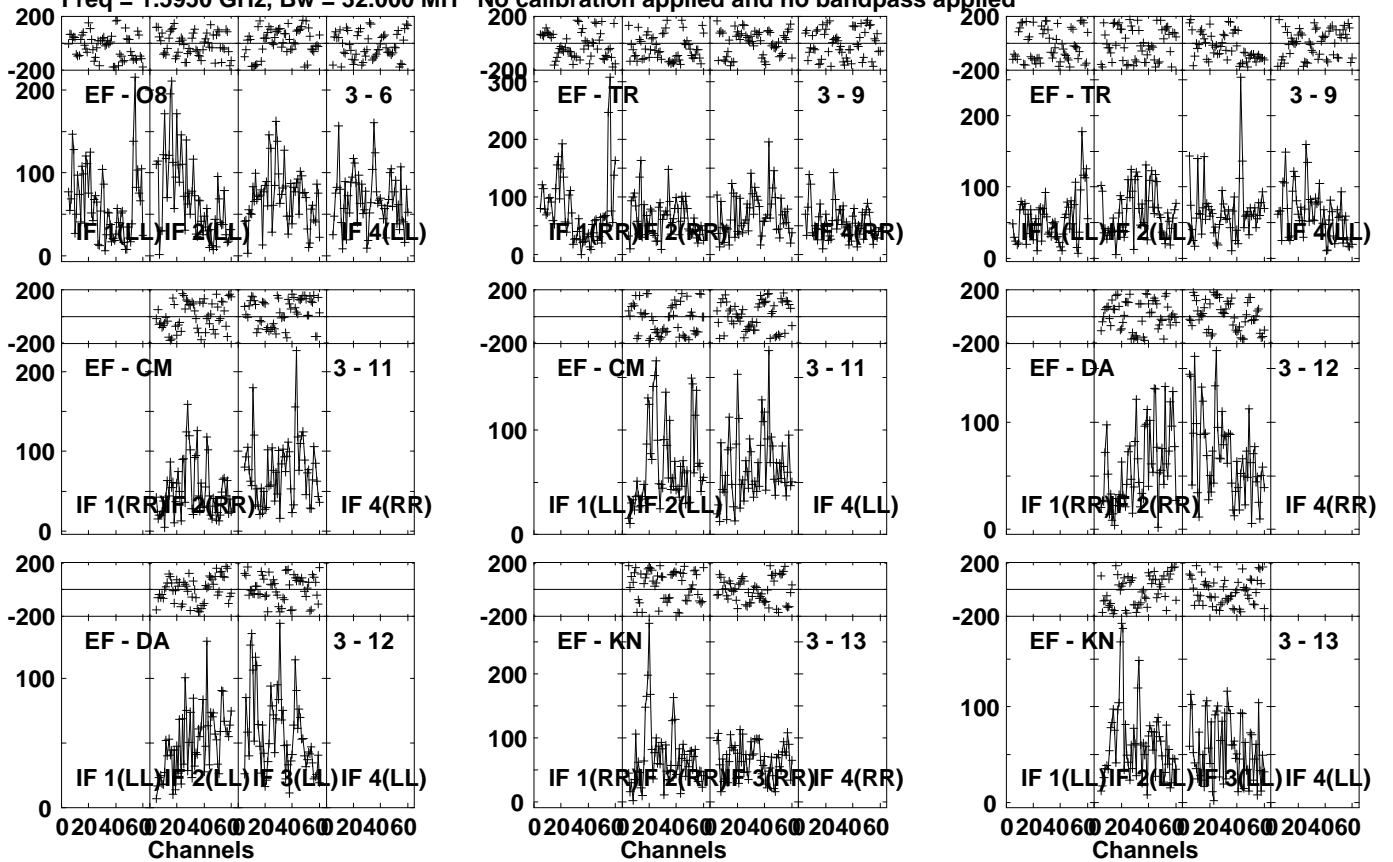 Freq = 1.5950 GHz, Bw = 32.000 MH No calibration applied and no bandpass applied
200 200 200
-200 -200 -200
200 300 200
EF - O8 3 - 6 EF - TR 3 - 9 EF - TR 3 - 9
200
100 100 100
IF 1(LL) IF 2(LL) IF 4(LL) IF 1(RR) IF 2(RR) IF 4(RR) IF 1(LL) IF 2(LL) IF 4(LL)
0 0 0
200 200 200
-200 -200 -200
EF - CM 3 - 11 EF - CM 3 - 11 EF - DA 3 - 12
200
100 100 100
IF 1(RR) IF 2(RR) IF 4(RR) IF 1(LL) IF 2(LL) IF 4(LL) IF 1(RR) IF 2(RR) IF 4(RR)
0 0 0
200 200 200
-200 -200 -200
EF - DA 3 - 12 EF - KN 3 - 13 EF - KN 3 - 13
200
100 100 100
IF 1(LL) IF 2(LL) IF 3(LL) IF 4(LL) IF 1(RR) IF 2(RR) IF 3(RR) IF 4(RR) IF 1(LL) IF 2(LL) IF 3(LL) IF 4(LL)
0 0 0
0 20 40 60 0 20 40 60 0 20 40 60 0 20 40 60 0 20 40 60 0 20 40 60 0 20 40 60 0 20 40 60 0 20 40 60 0 20 40 60 0 20 40 60 0 20 40 60
Channels Channels Channels